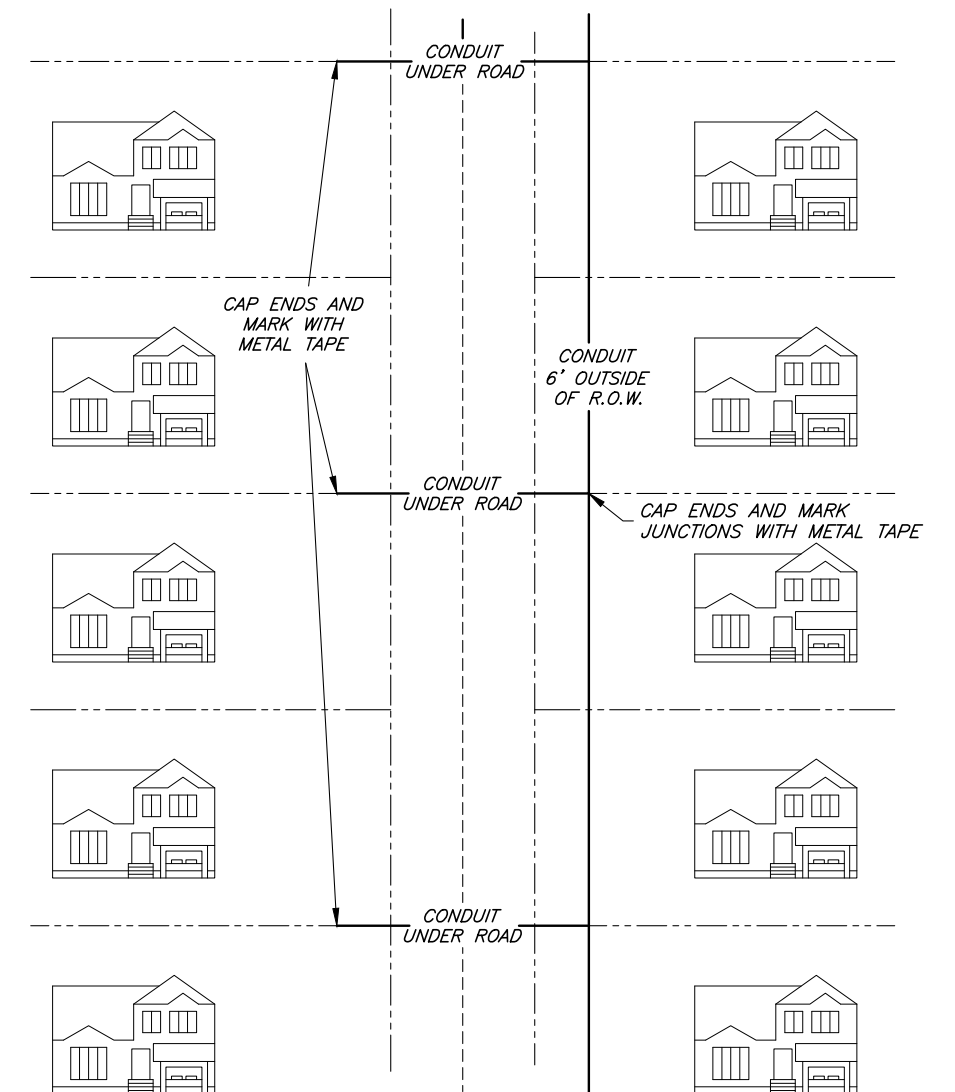 CONDUIT
UNDER ROAD
CAP ENDS AND
MARK WITH
METAL TAPE
CONDUIT
6' OUTSIDE
OF R.O.W.
CONDUIT
UNDER ROAD
CAP ENDS AND MARK
JUNCTIONS WITH METAL TAPE
CONDUIT
UNDER ROAD